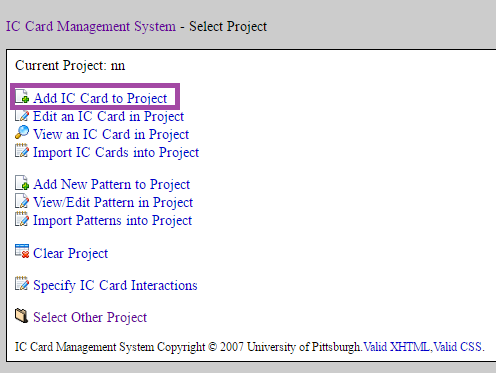 IC Card Management System - Select Project
Current Project: nn
Add IC Card to Project
Edit an IC Card in Project
View an IC Card in Project
Import IC Cards into Project
Add New Pattern to Project
View/Edit Pattern in Project
Import Patterns into Project
Clear Project
Specify IC Card Interactions
Select Other Project
IC Card Management System Copyright © 2007 University of Pittsburgh.Valid XHTML,Valid CSS.